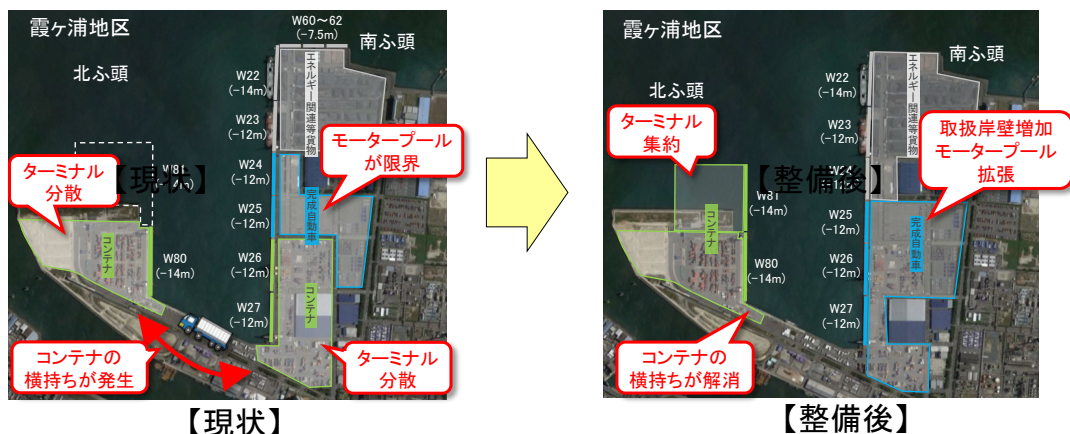 霞ヶ浦地区
北ふ頭
W60～62
(-7.5m)
南ふ頭
W22
(-14m)
W23
(-12m)
エネルギー関連等貨物
モータープール
が限界
W24
(-12m)
ターミナル
分散
W81
(-14m)
【現状】
W25
(-12m)
完成自動車
コンテナ
W80
(-14m)
W26
(-12m)
コンテナ
W27
(-12m)
コンテナの
横持ちが発生
ターミナル
分散
【現状】
霞ヶ浦地区
北ふ頭
南ふ頭
W22
(-14m)
W23
(-12m)
エネルギー関連等貨物
ターミナル
集約
取扱岸壁増加
モータープール
拡張
W24
(-12m)
【整備後】
W81
(-14m)
コンテナ
W25
(-12m)
完成自動車
W80
(-14m)
W26
(-12m)
W27
(-12m)
コンテナの
横持ちが解消
【整備後】